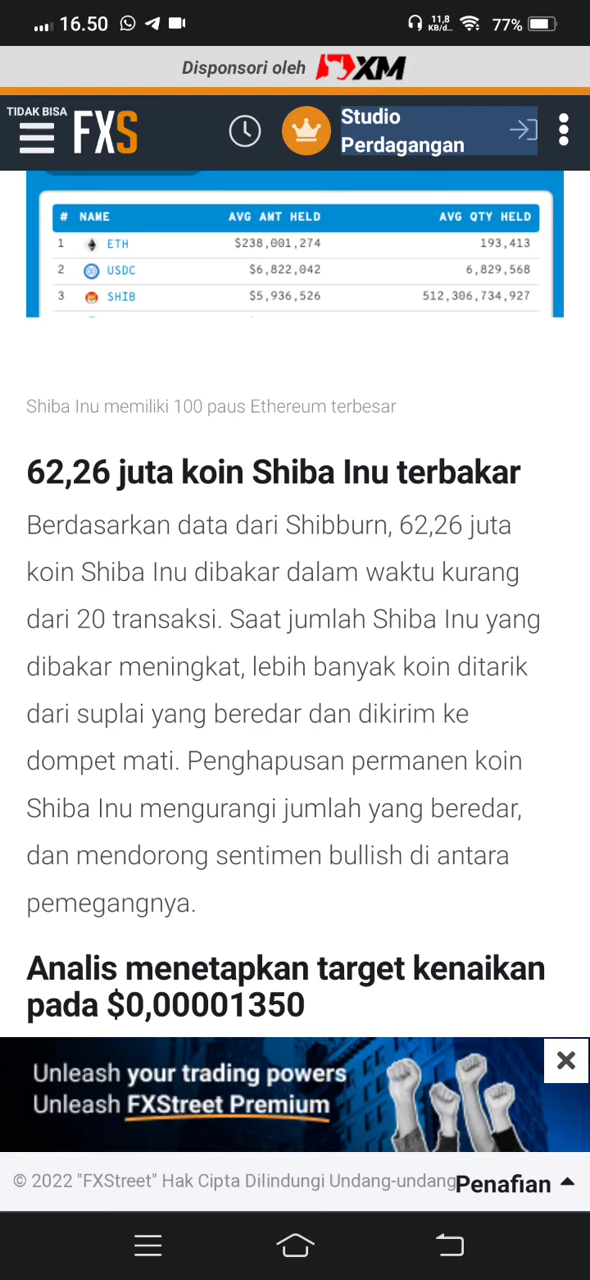 16.50
11,8
KB/d...
77%
Disponsori oleh XM
TIDAK BISA
FXS
Studio
Perdagangan
# NAME AVG AMT HELD AVG QTY HELD
1 ETH $238,001,274 193,413
2 USDC $6,822,042 6,829,568
3 SHIB $5,936,526 512,306,734,927
Shiba Inu memiliki 100 paus Ethereum terbesar
62,26 juta koin Shiba Inu terbakar
Berdasarkan data dari Shibburn, 62,26 juta
koin Shiba Inu dibakar dalam waktu kurang
dari 20 transaksi. Saat jumlah Shiba Inu yang
dibakar meningkat, lebih banyak koin ditarik
dari suplai yang beredar dan dikirim ke
dompet mati. Penghapusan permanen koin
Shiba Inu mengurangi jumlah yang beredar,
dan mendorong sentimen bullish di antara
pemegangnya.
Analis menetapkan target kenaikan
pada $0,00001350
Unleash your trading powers
Unleash FXStreet Premium
© 2022 "FXStreet" Hak Cipta Dilindungi Undang-undang
Penafian